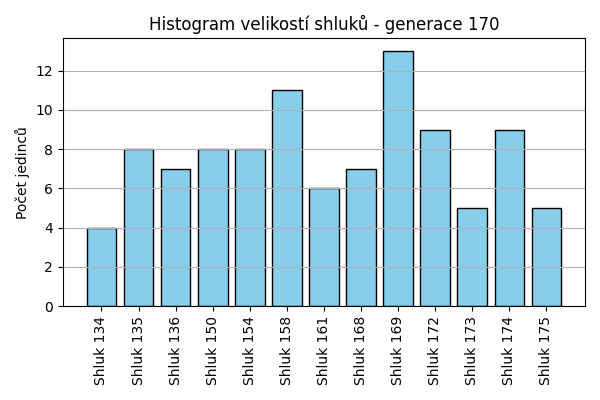 Histogram velikostí shluků - generace 170
Počet jedinců
12
10
8
6
4
2
0
Shluk 134
Shluk 135
Shluk 136
Shluk 150
Shluk 154
Shluk 158
Shluk 161
Shluk 168
Shluk 169
Shluk 172
Shluk 173
Shluk 174
Shluk 175